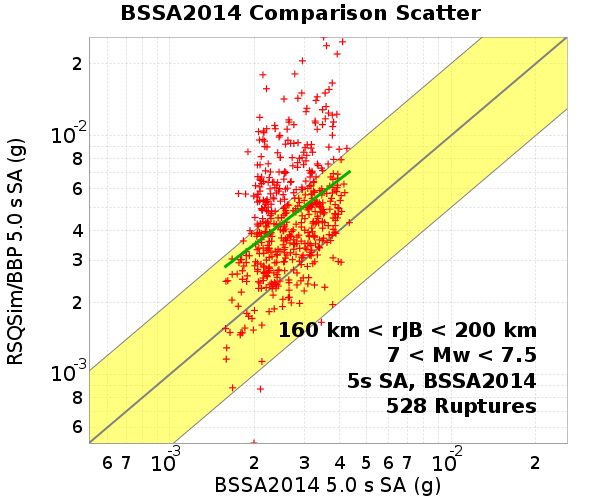 BSSA2014 Comparison Scatter
RSQSim/BBP 5.0 s SA (g)
2
10-2
8
6
4
3
2
10-3
8
6
160 km < rJB < 200 km
7 < Mw < 7.5
5s SA, BSSA2014
528 Ruptures
6 7 10-3 2 3 4 5 6 7 10-2 2
BSSA2014 5.0 s SA (g)